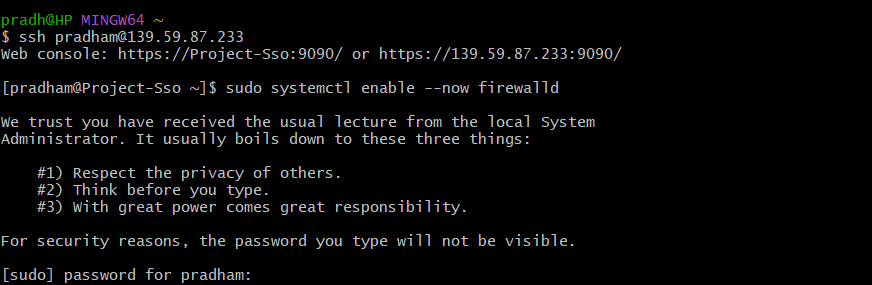 pradh@HP MINGW64 ~
$ ssh pradham@139.59.87.233
Web console: https://Project-Sso:9090/ or https://139.59.87.233:9090/
[pradham@Project-Sso ~]$ sudo systemctl enable --now firewalld
We trust you have received the usual lecture from the local System
Administrator. It usually boils down to these three things:
#1) Respect the privacy of others.
#2) Think before you type.
#3) With great power comes great responsibility.
For security reasons, the password you type will not be visible.
[sudo] password for pradham: